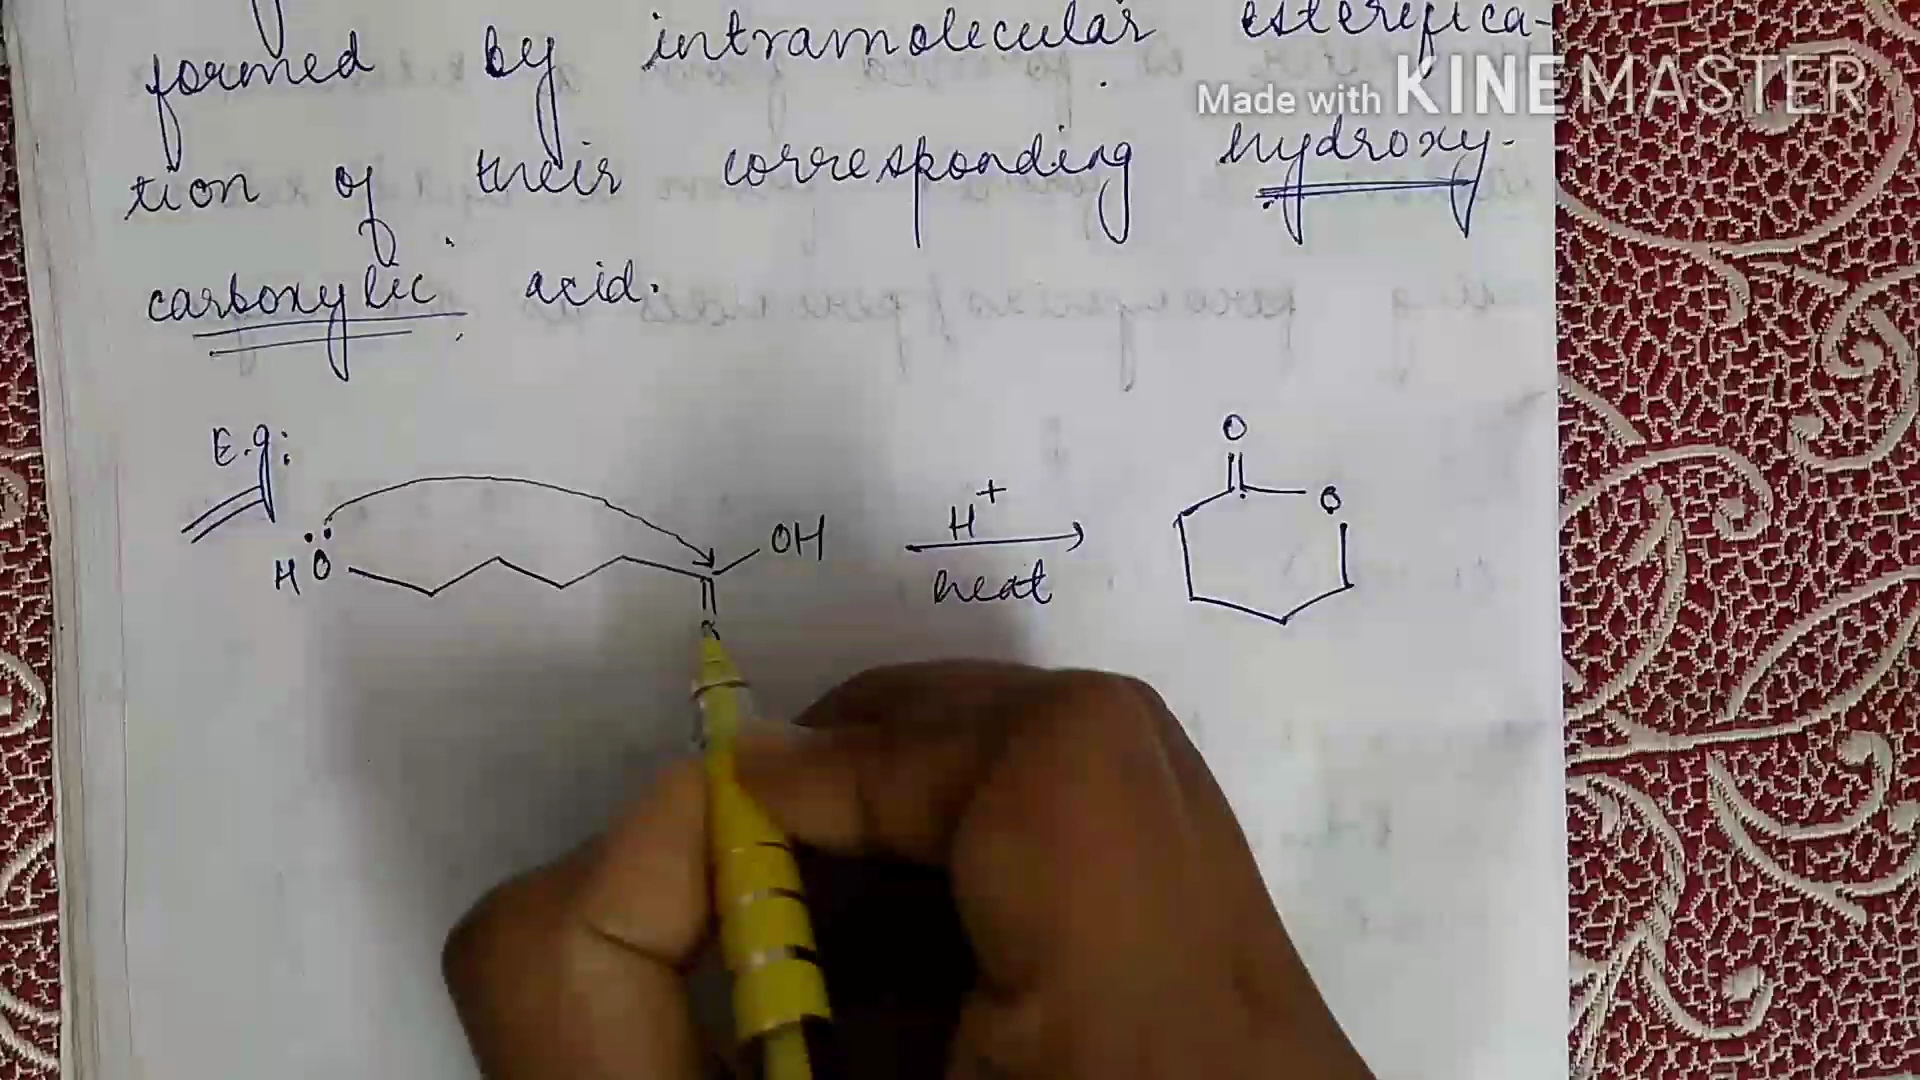 formed by intramolecular esterifica-
Made with KINEMASTER
tion of their corresponding hydroxy-
carboxylic acid.
E.g:
HO
OH
O
H+
heat
O
O